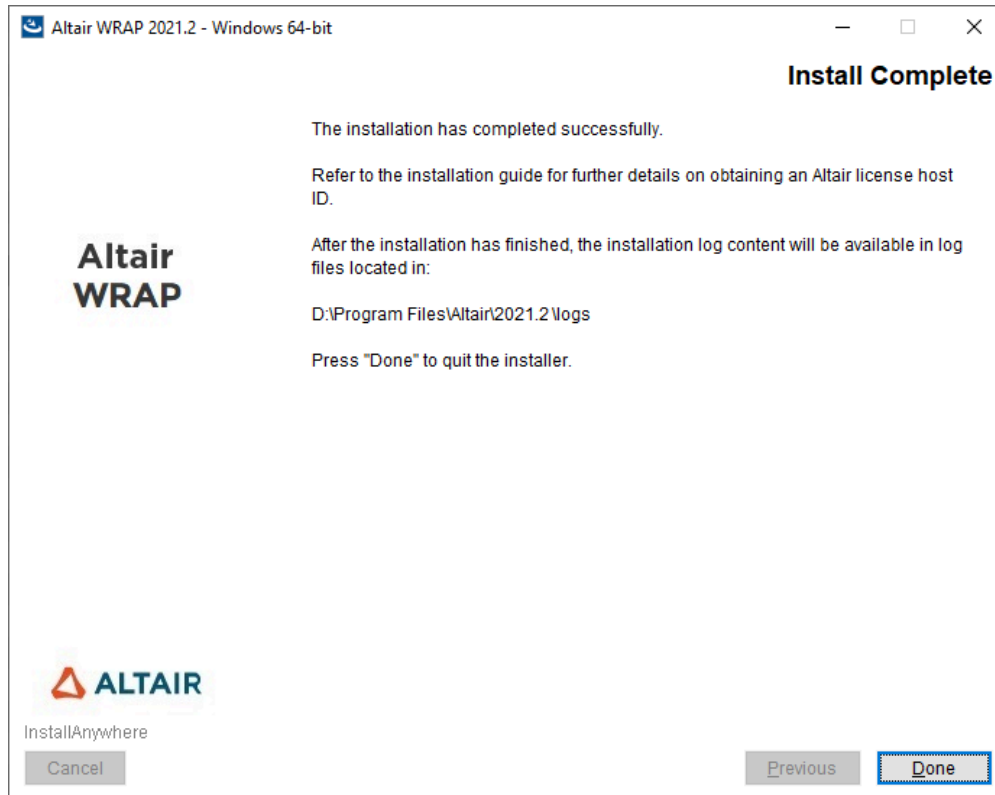 Altair WRAP 2021.2 - Windows 64-bit
Install Complete
The installation has completed successfully.
Refer to the installation guide for further details on obtaining an Altair license host
ID.
After the installation has finished, the installation log content will be available in log
files located in:
D:\Program Files\Altair\2021.2\logs
Press "Done" to quit the installer.
Altair
WRAP
ALTAIR
InstallAnywhere
Cancel
Previous
Done